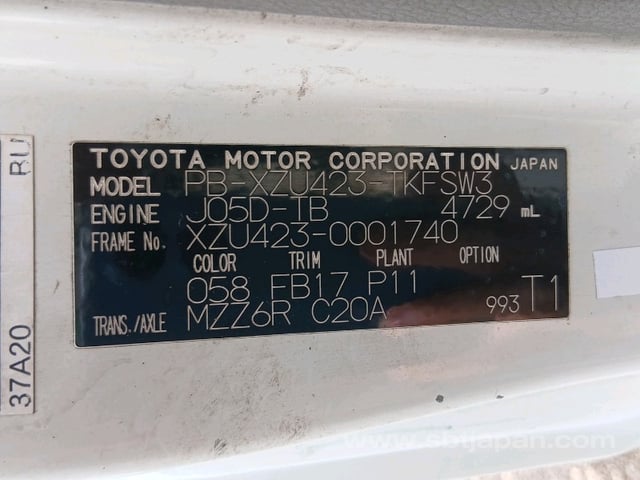 TOYOTA MOTOR CORPORATION JAPAN
MODEL PB-XZU423-TKFSW3
ENGINE J05D-TB 4729 mL
FRAME No. XZU423-0001740
COLOR TRIM PLANT OPTION
058 FB17 P11
TRANS./AXLE MZZ6R C20A 993 T1
37A20 RU
www.sbtjapan.com